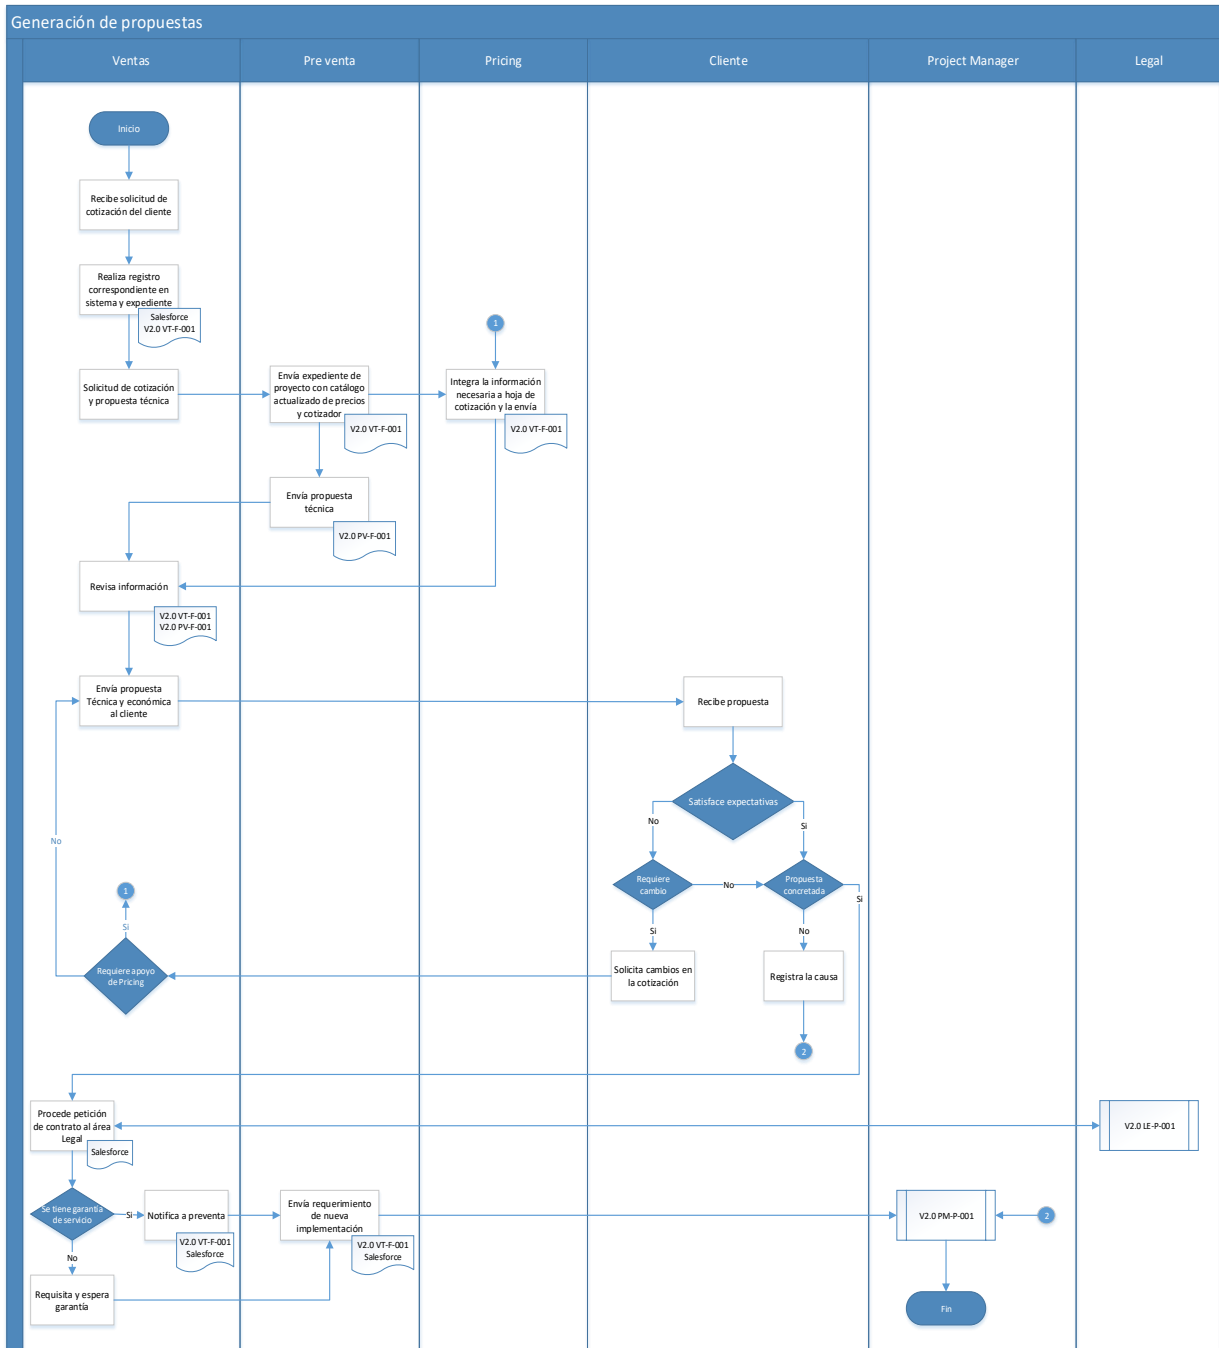 Generación de propuestas
Ventas
Pre venta
Pricing
Cliente
Project Manager
Legal
Inicio
Recibe solicitud de
cotización del cliente
Realiza registro
correspondiente en
sistema y expediente
Salesforce
V2.0 VT-F-001
1
Solicitud de cotización
y propuesta técnica
Envía expediente de
proyecto con catálogo
actualizado de precios
y cotizador
V2.0 VT-F-001
Integra la información
necesaria a hoja de
cotización y la envía
V2.0 VT-F-001
Envía propuesta
técnica
V2.0 PV-F-001
Revisa información
V2.0 VT-F-001
V2.0 PV-F-001
Envía propuesta
Técnica y económica
al cliente
Recibe propuesta
Satisface expectativas
No
Si
No
Requiere
cambio
No
Propuesta
concretada
Si
1
Si
Si
No
Requiere apoyo
de Pricing
Solicita cambios en
la cotización
Registra la causa
2
Procede petición
de contrato al área
Legal
Salesforce
V2.0 LE-P-001
Se tiene garantía
de servicio
Si
Notifica a preventa
V2.0 VT-F-001
Salesforce
Envía requerimiento
de nueva
implementación
V2.0 VT-F-001
Salesforce
V2.0 PM-P-001
2
No
Requisita y espera
garantía
Fin